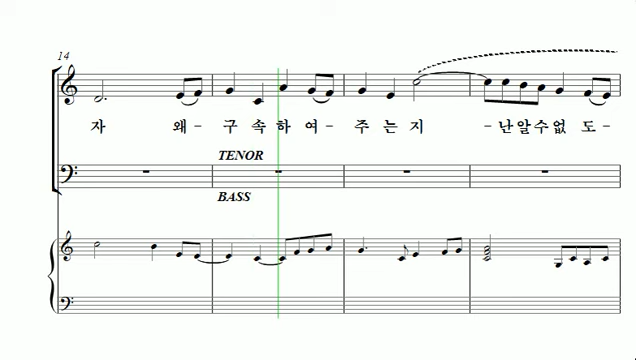 14
자 왜- 구 속 하 여- 주 는 지 -난알수없 도-
TENOR
BASS